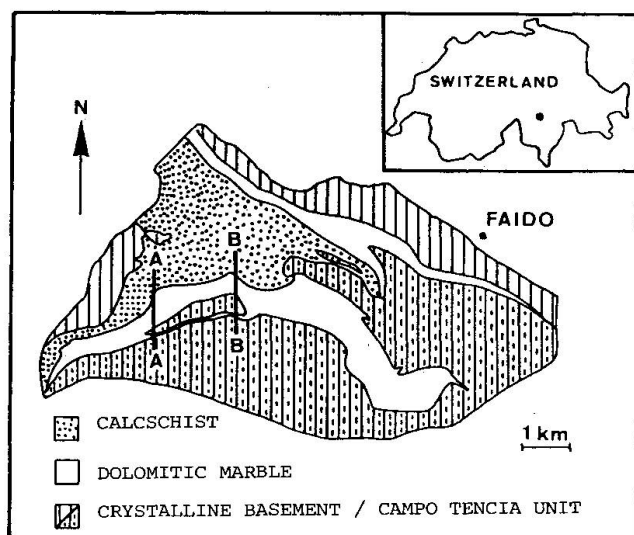 SWITZERLAND
N
FAIDO
A
B
A
B
1 km
CALCSCHIST
DOLOMITIC MARBLE
CRYSTALLINE BASEMENT / CAMPO TENCIA UNIT